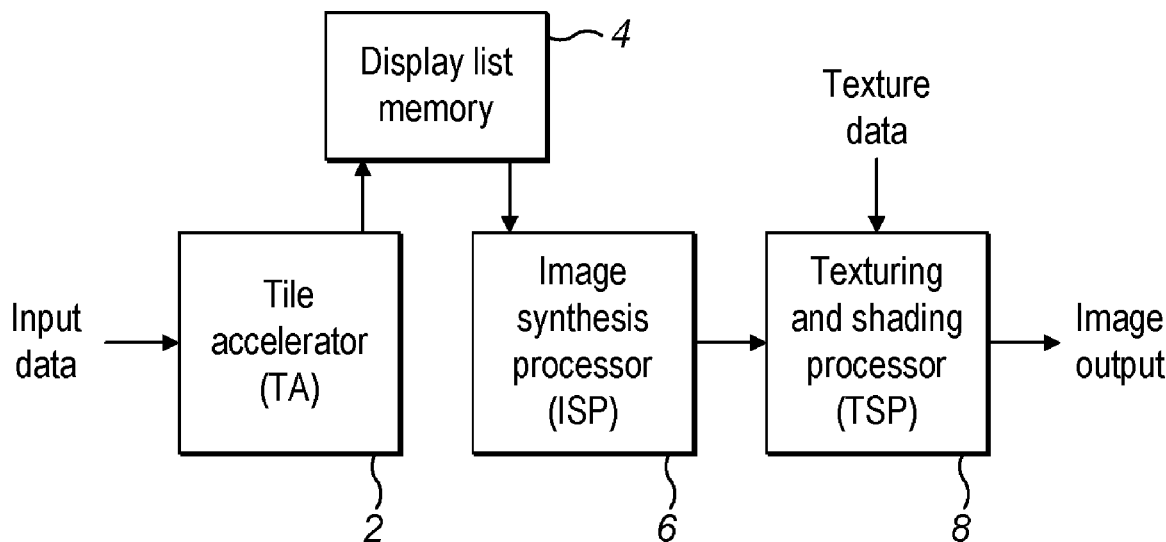 4
Display list
memory
Texture
data
Input
data
Tile
accelerator
(TA)
Image
synthesis
processor
(ISP)
Texturing
and shading
processor
(TSP)
Image
output
2
6
8